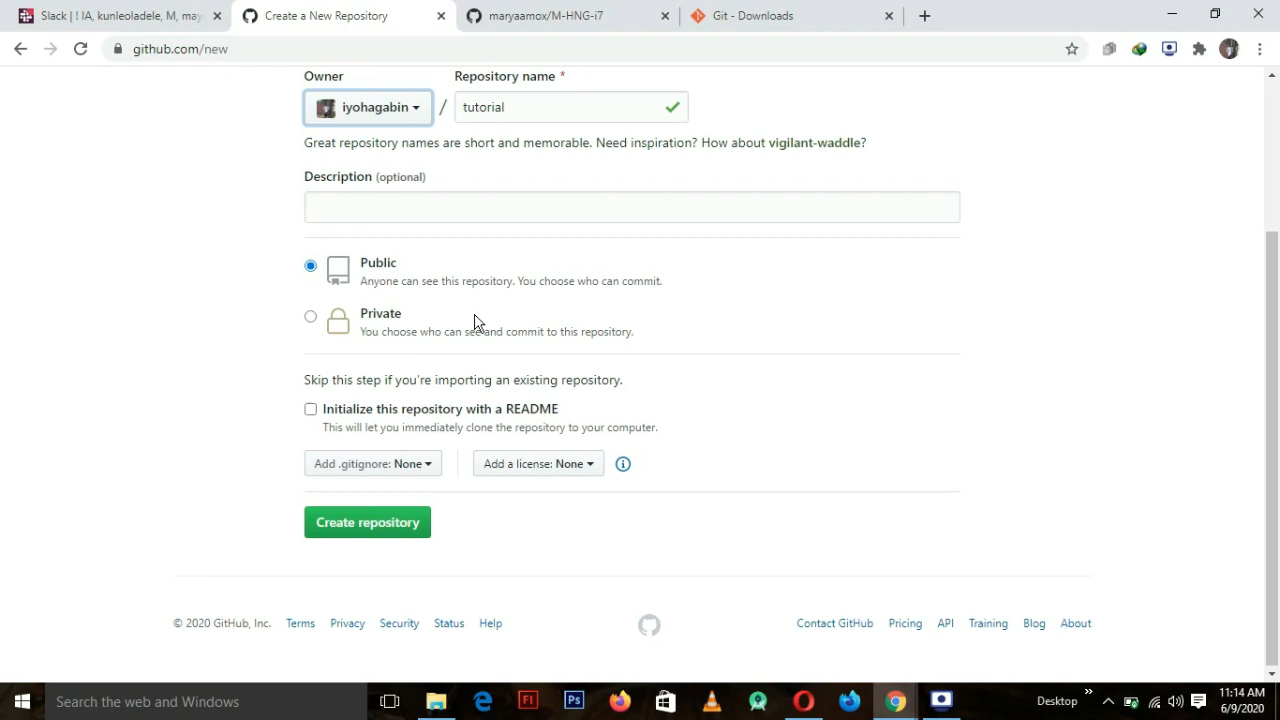 Slack | ! IA, kunleoladele, M, may
Create a New Repository
maryaamox/M-HNG-i7
Git - Downloads
github.com/new
Owner
Repository name *
iyohagabin
/
tutorial
Great repository names are short and memorable. Need inspiration? How about vigilant-waddle?
Description (optional)
Public
Anyone can see this repository. You choose who can commit.
Private
You choose who can see and commit to this repository.
Skip this step if you're importing an existing repository.
Initialize this repository with a README
This will let you immediately clone the repository to your computer.
Add .gitignore: None
Add a license: None
Create repository
© 2020 GitHub, Inc. Terms Privacy Security Status Help
Contact GitHub Pricing API Training Blog About
Search the web and Windows
Fl
Ps
Desktop
11:14 AM
6/9/2020